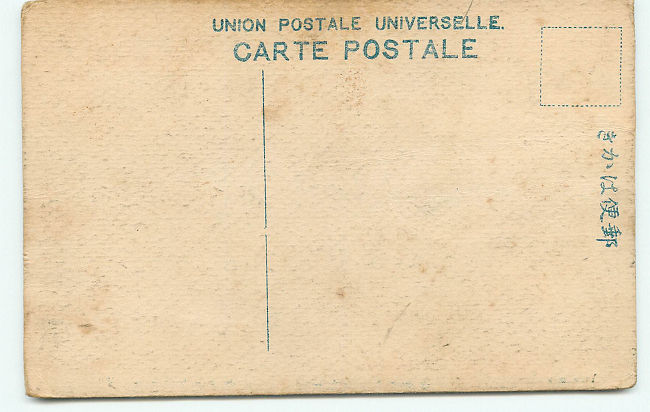 UNION POSTALE UNIVERSELLE.
CARTE POSTALE
郵便はかき